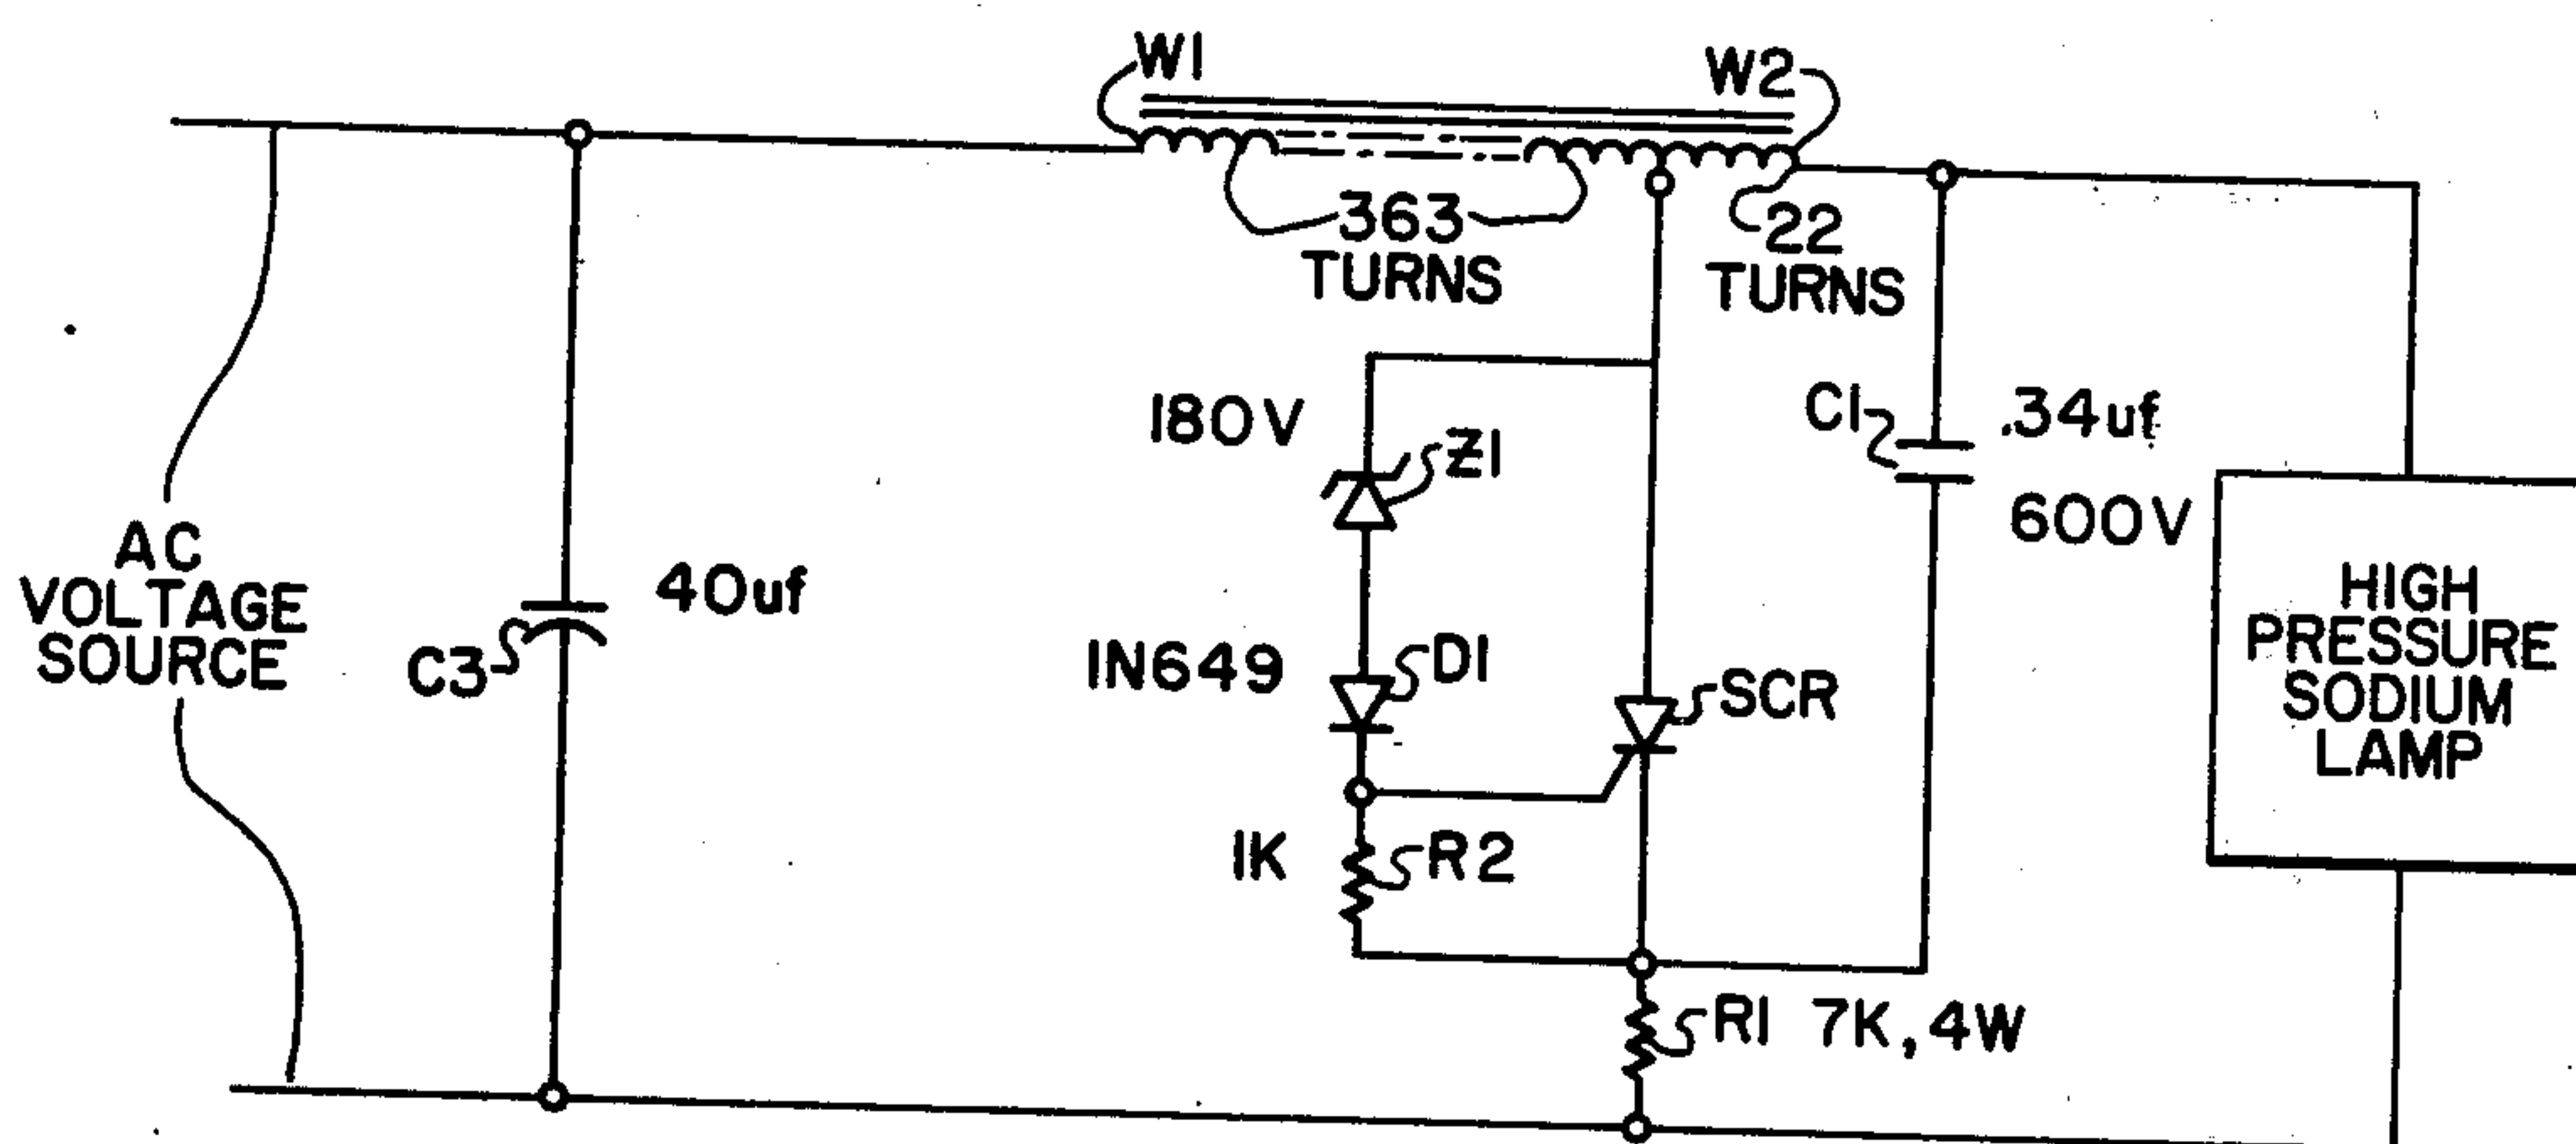 W1
W2
363
TURNS
22
TURNS
180V
Z1
C1
.34uf
600V
AC
VOLTAGE
SOURCE
C3
40uf
1N649
D1
SCR
HIGH
PRESSURE
SODIUM
LAMP
1K
R2
R1 7K, 4W